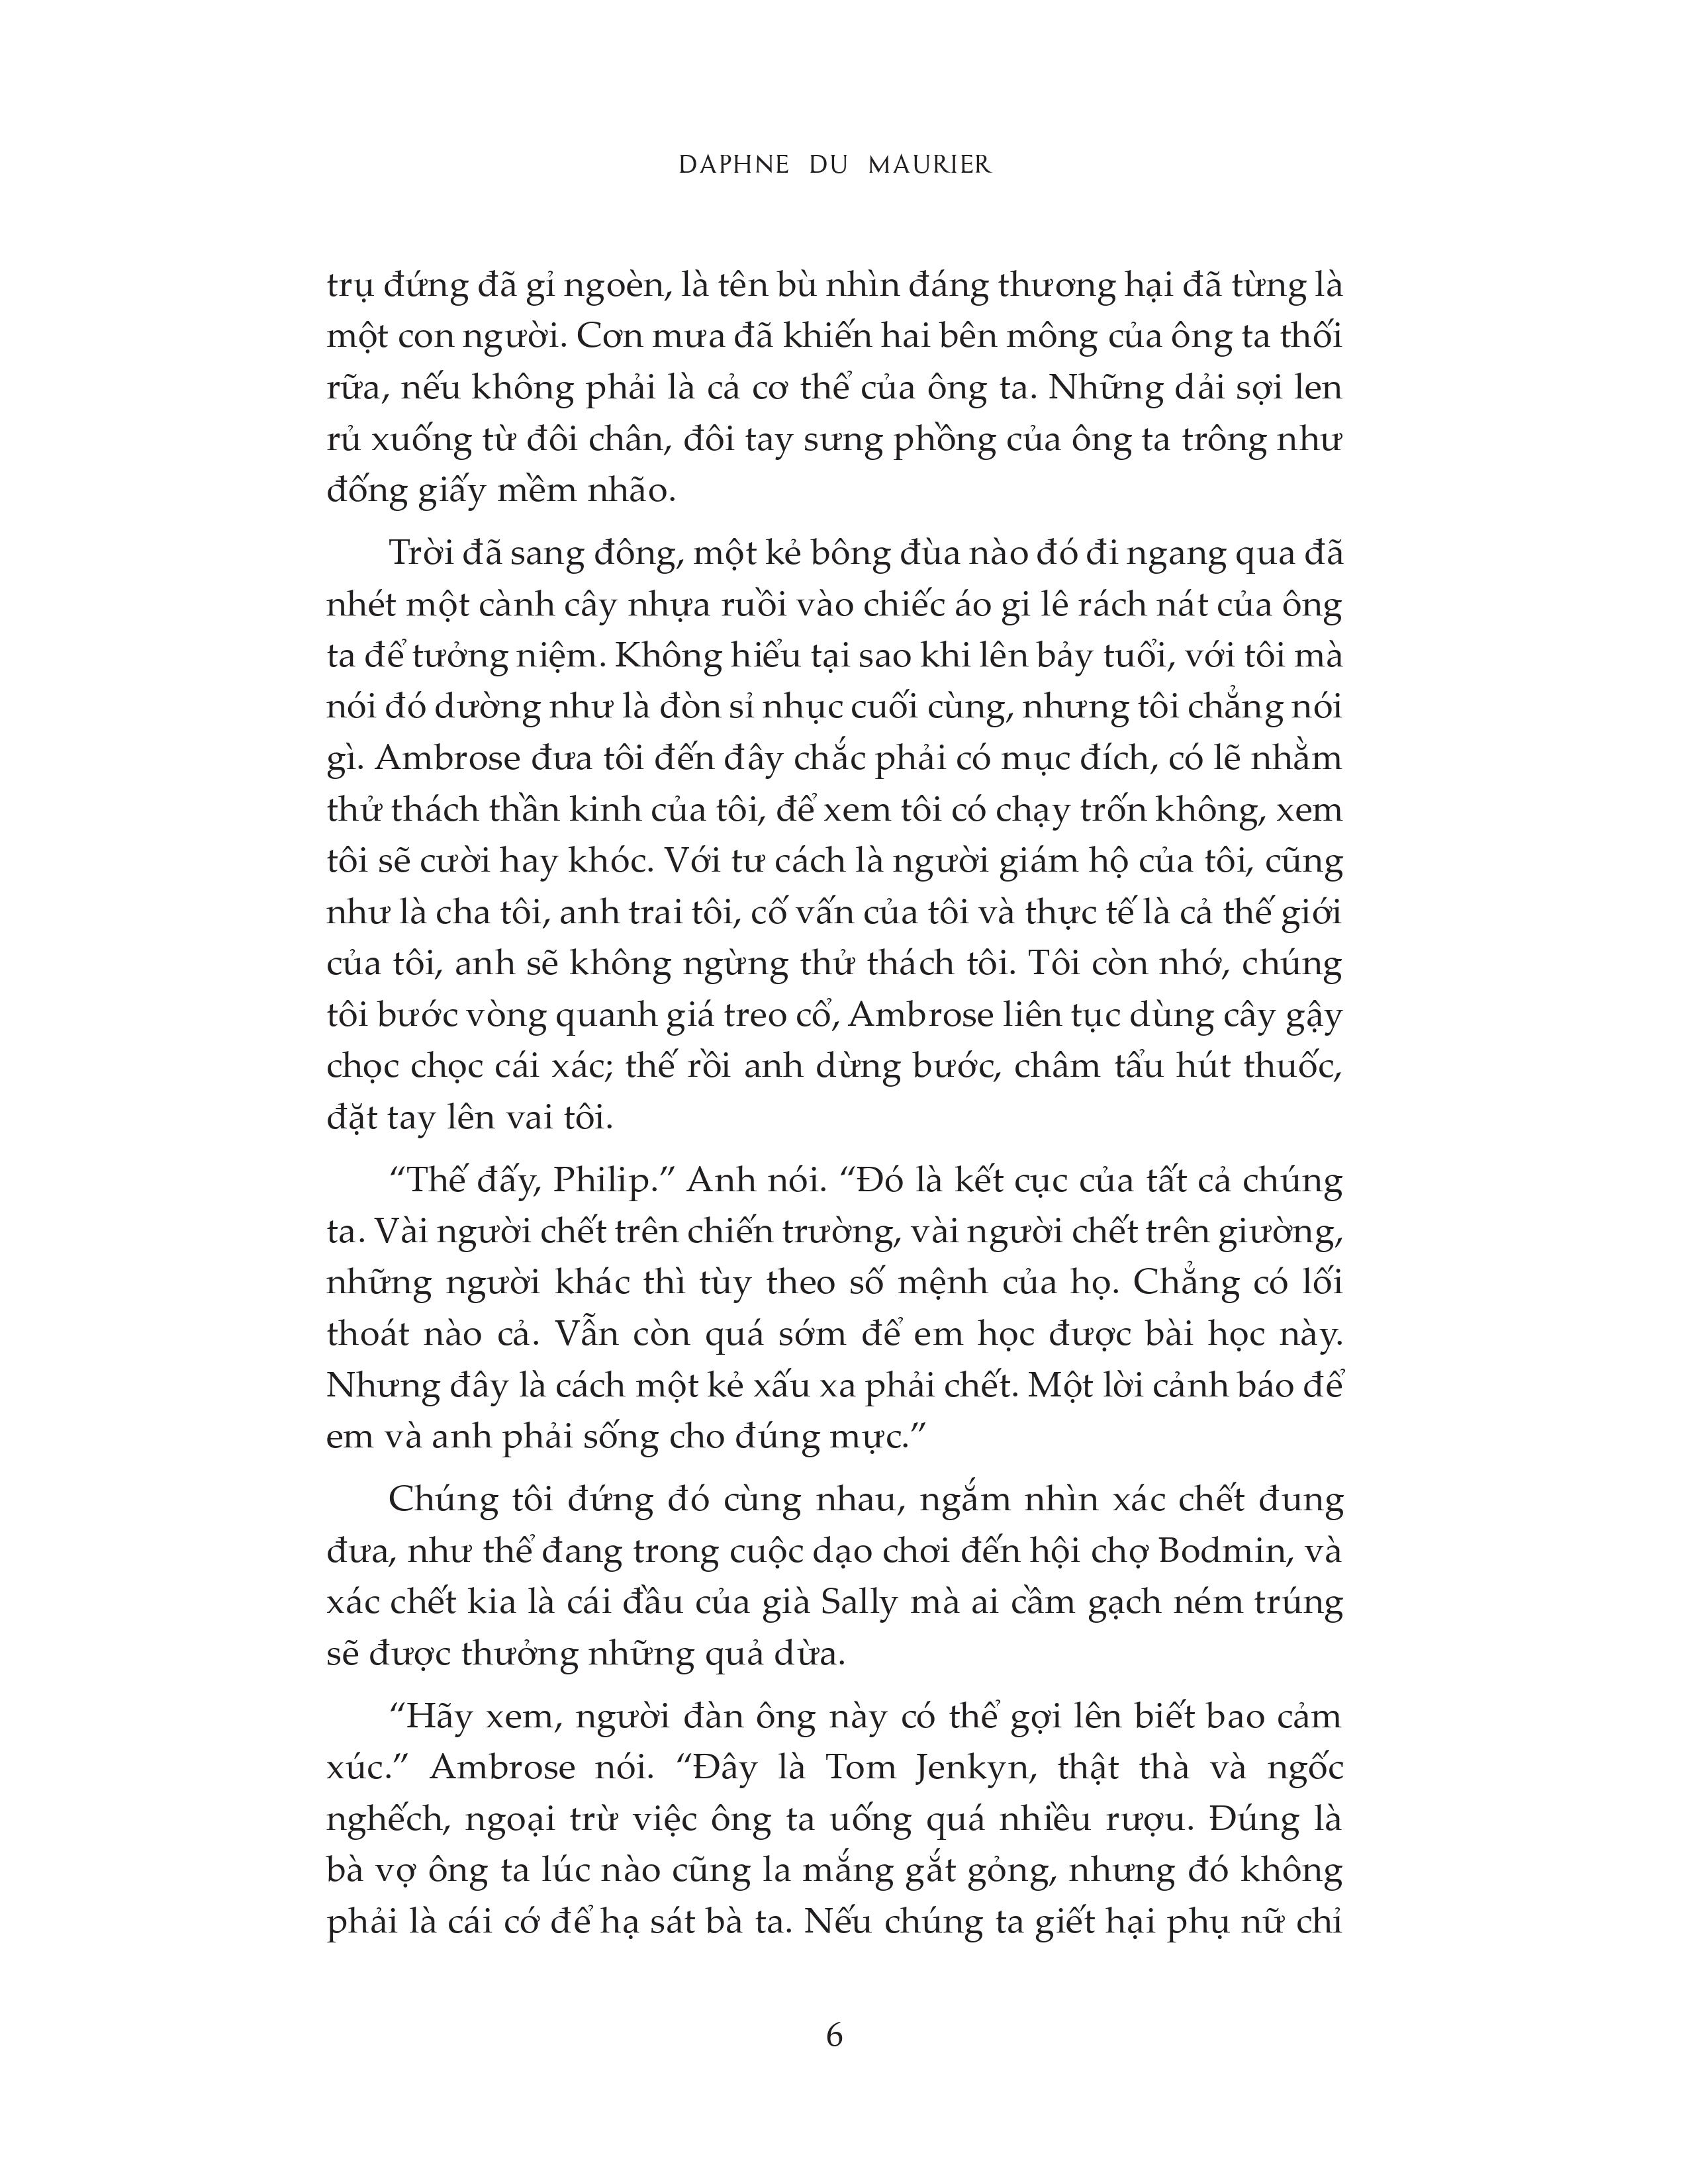 DAPHNE DU MAURIER
trụ đứng đã gỉ ngoèn, là tên bù nhìn đáng thương hại đã từng là
một con người. Cơn mưa đã khiến hai bên mông của ông ta thối
rữa, nếu không phải là cả cơ thể của ông ta. Những dải sợi len
rủ xuống từ đôi chân, đôi tay sưng phồng của ông ta trông như
đống giấy mềm nhão.
Trời đã sang đông, một kẻ bông đùa nào đó đi ngang qua đã
nhét một cành cây nhựa ruồi vào chiếc áo gi lê rách nát của ông
ta để tưởng niệm. Không hiểu tại sao khi lên bảy tuổi, với tôi mà
nói đó dường như là đòn sỉ nhục cuối cùng, nhưng tôi chẳng nói
gì. Ambrose đưa tôi đến đây chắc phải có mục đích, có lẽ nhằm
thử thách thần kinh của tôi, để xem tôi có chạy trốn không, xem
tôi sẽ cười hay khóc. Với tư cách là người giám hộ của tôi, cũng
như là cha tôi, anh trai tôi, cố vấn của tôi và thực tế là cả thế giới
của tôi, anh sẽ không ngừng thử thách tôi. Tôi còn nhớ, chúng
tôi bước vòng quanh giá treo cổ, Ambrose liên tục dùng cây gậy
chọc chọc cái xác; thế rồi anh dừng bước, châm tẩu hút thuốc,
đặt tay lên vai tôi.
“Thế đấy, Philip.” Anh nói. “Đó là kết cục của tất cả chúng
ta. Vài người chết trên chiến trường, vài người chết trên giường,
những người khác thì tùy theo số mệnh của họ. Chẳng có lối
thoát nào cả. Vẫn còn quá sớm để em học được bài học này.
Nhưng đây là cách một kẻ xấu xa phải chết. Một lời cảnh báo để
em và anh phải sống cho đúng mực.”
Chúng tôi đứng đó cùng nhau, ngắm nhìn xác chết đung
đưa, như thể đang trong cuộc dạo chơi đến hội chợ Bodmin, và
xác chết kia là cái đầu của già Sally mà ai cầm gạch ném trúng
sẽ được thưởng những quả dừa.
“Hãy xem, người đàn ông này có thể gợi lên biết bao cảm
xúc.” Ambrose nói. “Đây là Tom Jenkyn, thật thà và ngốc
nghếch, ngoại trừ việc ông ta uống quá nhiều rượu. Đúng là
bà vợ ông ta lúc nào cũng la mắng gắt gỏng, nhưng đó không
phải là cái cớ để hạ sát bà ta. Nếu chúng ta giết hại phụ nữ chỉ
6